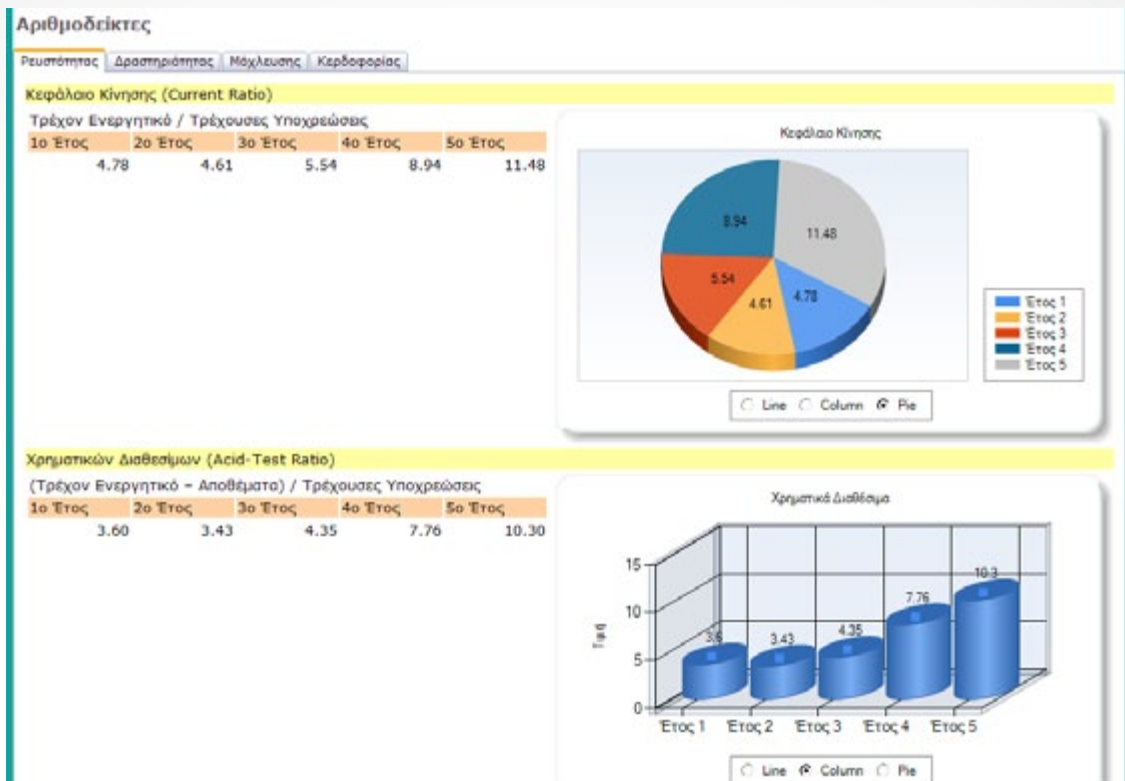 Αριθμοδείκτες
Ρευστότητας Δραστηριότητας Μόχλευσης Κερδοφορίας
Κεφάλαιο Κίνησης (Current Ratio)
Τρέχον Ενεργητικό / Τρέχουσες Υποχρεώσεις
1ο Έτος 2ο Έτος 3ο Έτος 4ο Έτος 5ο Έτος
4.78 4.61 5.54 8.94 11.48
Κεφάλαιο Κίνησης
8.94
11.48
5.54
4.61
4.78
Έτος 1
Έτος 2
Έτος 3
Έτος 4
Έτος 5
Line Column Pie
Χρηματικών Διαθεσίμων (Acid-Test Ratio)
(Τρέχον Ενεργητικό – Αποθέματα) / Τρέχουσες Υποχρεώσεις
1ο Έτος 2ο Έτος 3ο Έτος 4ο Έτος 5ο Έτος
3.60 3.43 4.35 7.76 10.30
Χρηματικά Διαθέσιμα
Τιμή
15
10
5
0
3.6
3.43
4.35
7.76
10.3
Έτος 1 Έτος 2 Έτος 3 Έτος 4 Έτος 5
Line Column Pie